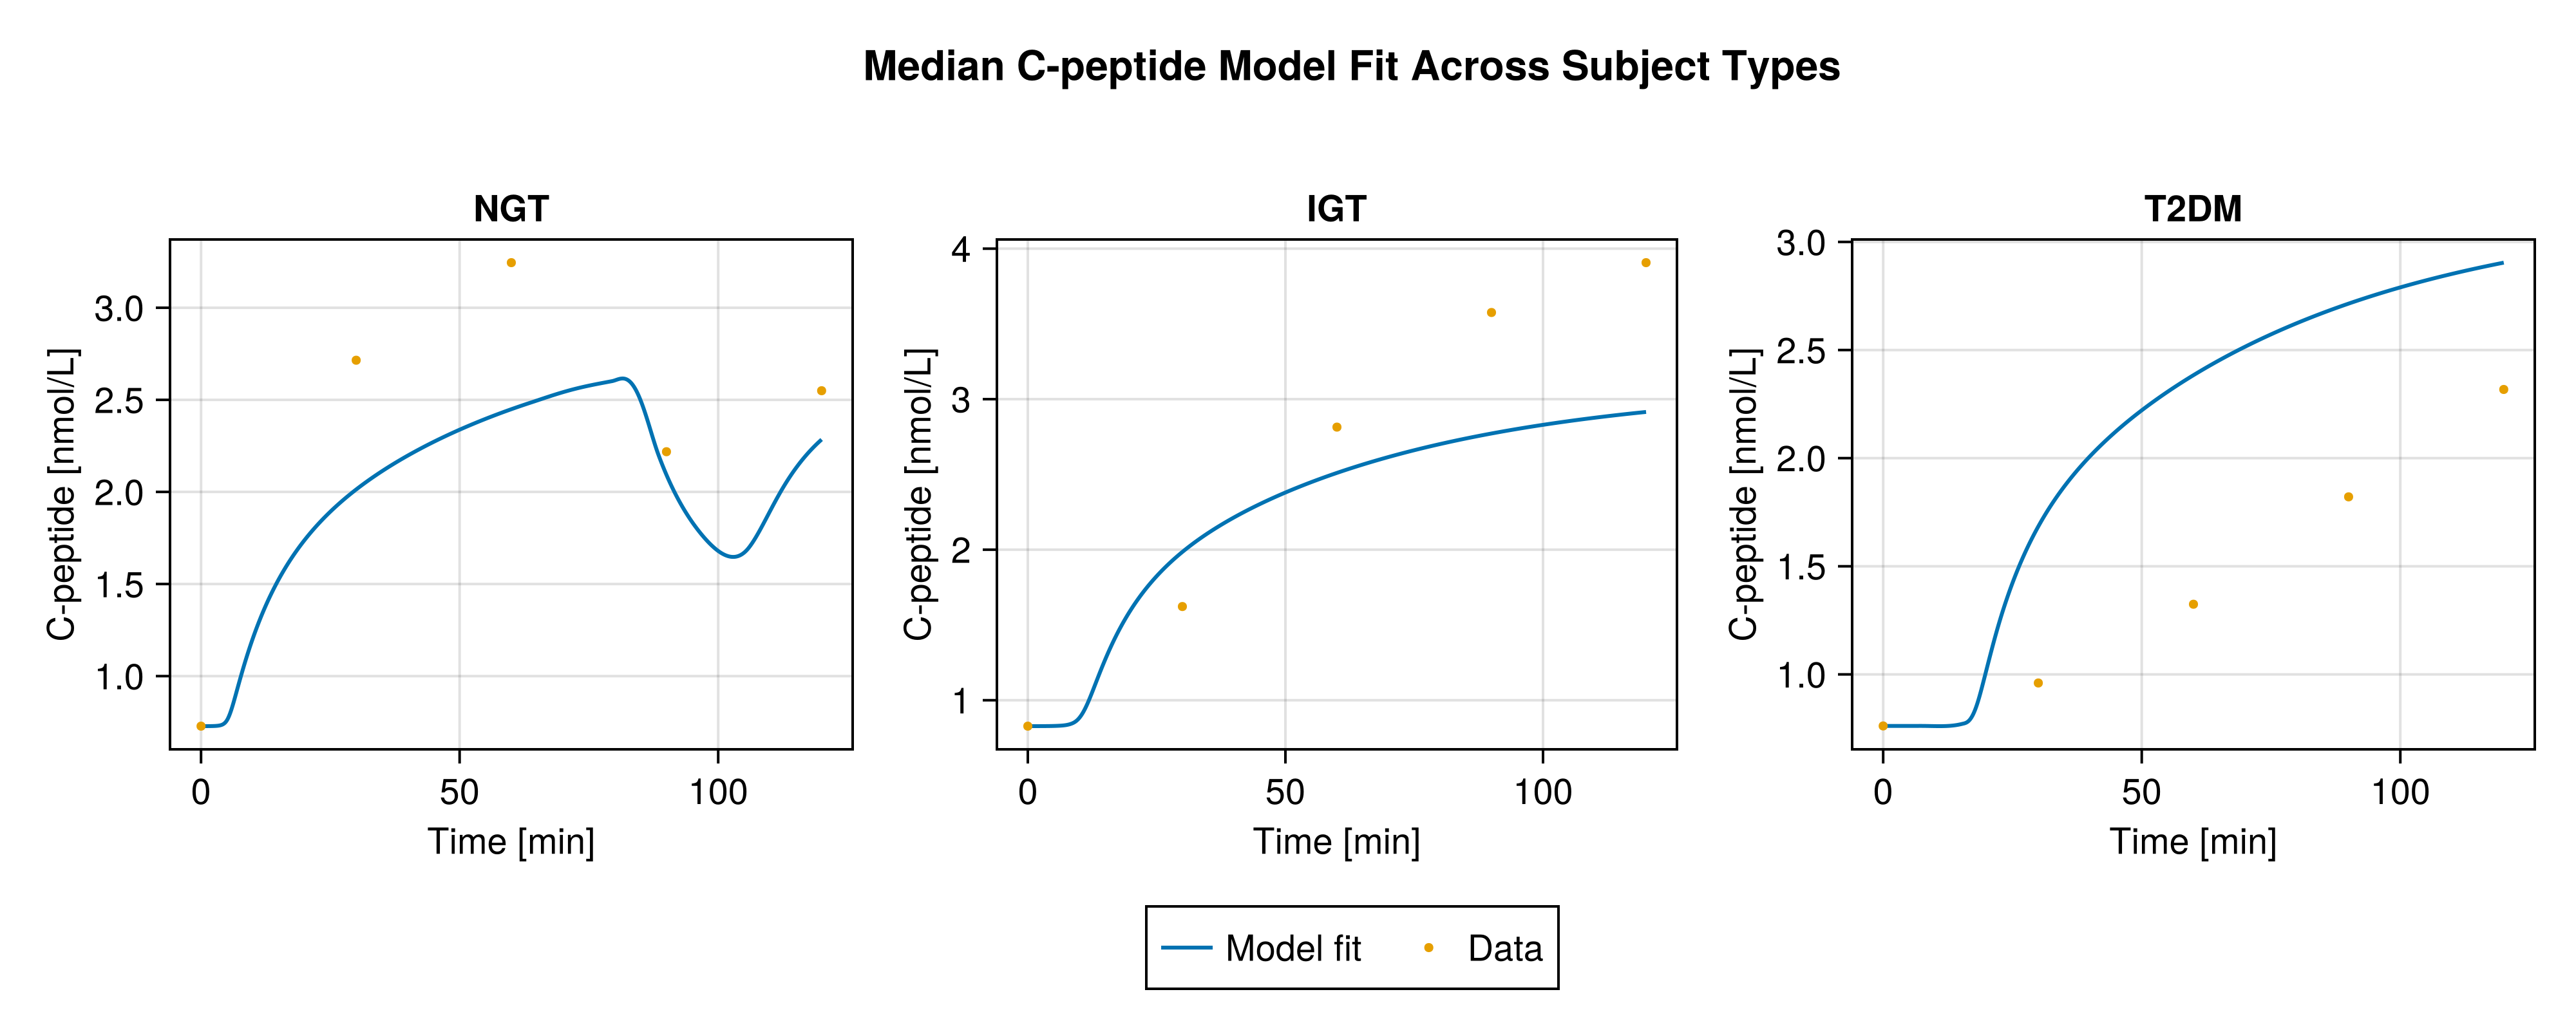 Median C-peptide Model Fit Across Subject Types
NGT
C-peptide [nmol/L]
3.0
2.5
2.0
1.5
1.0
0 50 100
Time [min]
IGT
C-peptide [nmol/L]
4
3
2
1
0 50 100
Time [min]
T2DM
C-peptide [nmol/L]
3.0
2.5
2.0
1.5
1.0
0 50 100
Time [min]
Model fit Data